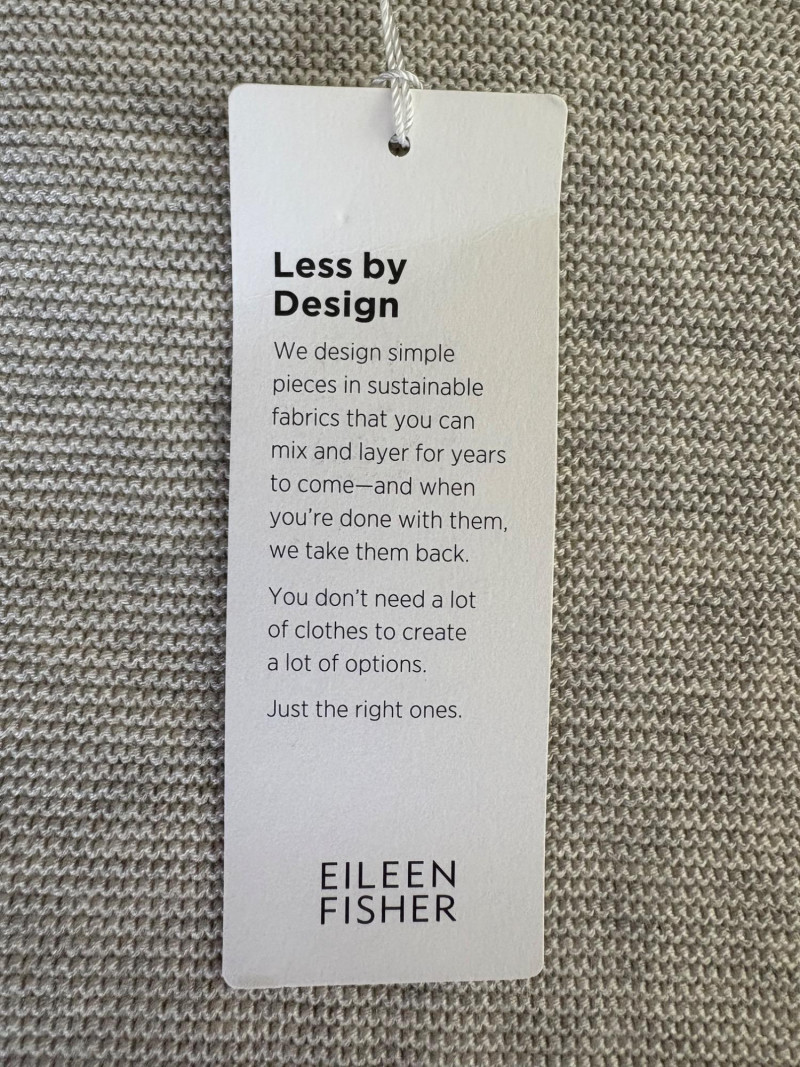 Less by
Design
We design simple
pieces in sustainable
fabrics that you can
mix and layer for years
to come—and when
you're done with them,
we take them back.
You don't need a lot
of clothes to create
a lot of options.
Just the right ones.
EILEEN
FISHER